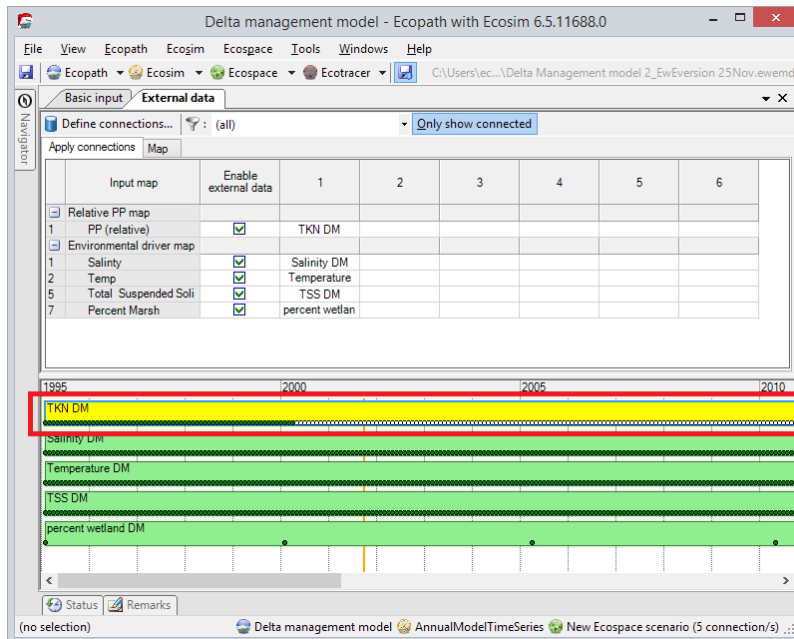 Delta management model - Ecopath with Ecosim 6.5.11688.0
File View Ecopath Ecosim Ecospace Tools Windows Help
Ecopath Ecosim Ecospace Ecotracer C:\Users\ec...\Delta Management model 2_EwEversion 25Nov.ewemd
Basic input External data
Navigator
Define connections... : (all) Only show connected
Apply connections Map
Input map Enable external data 1 2 3 4 5 6
Relative PP map
1 PP (relative) TKN DM
Environmental driver map
1 Salinty Salinity DM
2 Temp Temperature
5 Total Suspended Soli TSS DM
7 Percent Marsh percent wetlan
1995 2000 2005 2010
TKN DM
Salinity DM
Temperature DM
TSS DM
percent wetland DM
Status Remarks
(no selection) Delta management model AnnualModelTimeSeries New Ecospace scenario (5 connection/s)